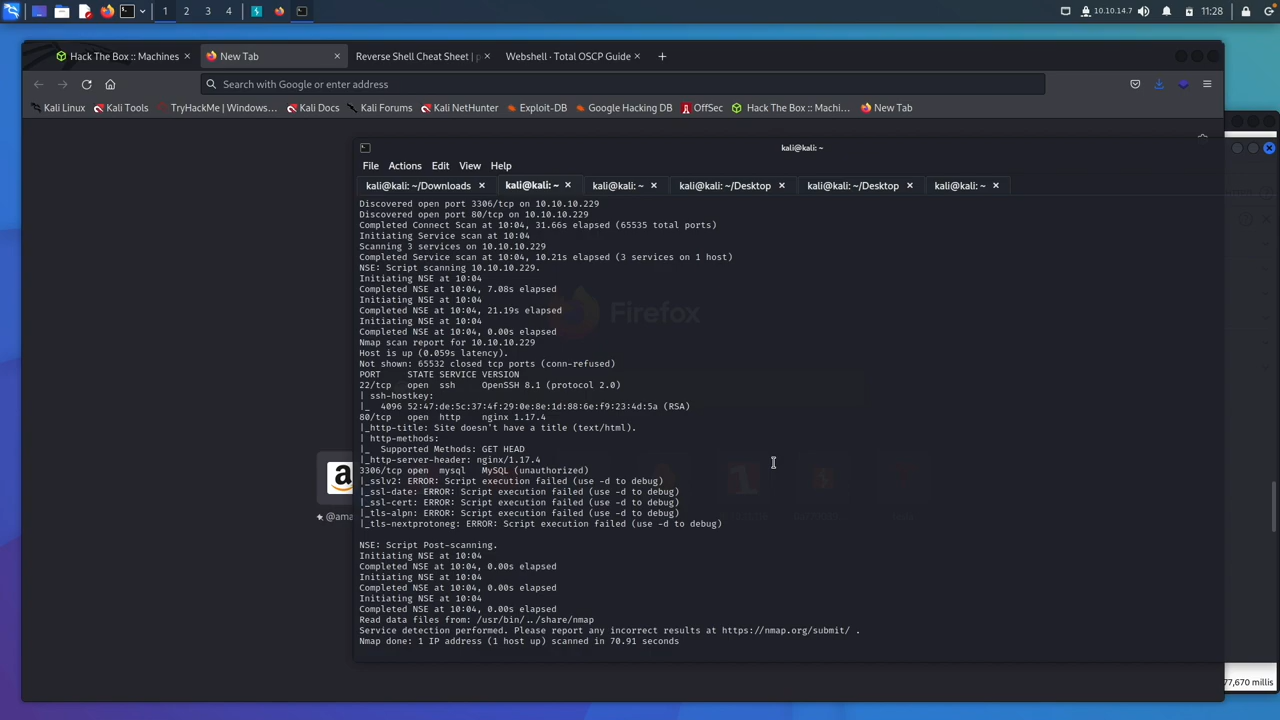 1 2 3 4 10.10.14.7 11:28
Hack The Box :: Machines New Tab Reverse Shell Cheat Sheet | p Webshell · Total OSCP Guide
Search with Google or enter address
Kali Linux Kali Tools TryHackMe | Windows… Kali Docs Kali Forums Kali NetHunter Exploit-DB Google Hacking DB OffSec Hack The Box :: Machi… New Tab
kali@kali: ~
File Actions Edit View Help
kali@kali: ~/Downloads kali@kali: ~ kali@kali: ~ kali@kali: ~/Desktop kali@kali: ~/Desktop kali@kali: ~
Discovered open port 3306/tcp on 10.10.10.229
Discovered open port 80/tcp on 10.10.10.229
Completed Connect Scan at 10:04, 31.66s elapsed (65535 total ports)
Initiating Service scan at 10:04
Scanning 3 services on 10.10.10.229
Completed Service scan at 10:04, 10.21s elapsed (3 services on 1 host)
NSE: Script scanning 10.10.10.229.
Initiating NSE at 10:04
Completed NSE at 10:04, 7.08s elapsed
Initiating NSE at 10:04
Completed NSE at 10:04, 21.19s elapsed
Initiating NSE at 10:04
Completed NSE at 10:04, 0.00s elapsed
Nmap scan report for 10.10.10.229
Host is up (0.059s latency).
Not shown: 65532 closed tcp ports (conn-refused)
PORT STATE SERVICE VERSION
22/tcp open ssh OpenSSH 8.1 (protocol 2.0)
| ssh-hostkey:
|_ 4096 52:47:de:5c:37:4f:29:0e:8e:1d:88:6e:f9:23:4d:5a (RSA)
80/tcp open http nginx 1.17.4
|_http-title: Site doesn't have a title (text/html).
| http-methods:
|_ Supported Methods: GET HEAD
|_http-server-header: nginx/1.17.4
3306/tcp open mysql MySQL (unauthorized)
|_sslv2: ERROR: Script execution failed (use -d to debug)
|_ssl-date: ERROR: Script execution failed (use -d to debug)
|_ssl-cert: ERROR: Script execution failed (use -d to debug)
|_tls-alpn: ERROR: Script execution failed (use -d to debug)
|_tls-nextprotoneg: ERROR: Script execution failed (use -d to debug)
NSE: Script Post-scanning.
Initiating NSE at 10:04
Completed NSE at 10:04, 0.00s elapsed
Initiating NSE at 10:04
Completed NSE at 10:04, 0.00s elapsed
Initiating NSE at 10:04
Completed NSE at 10:04, 0.00s elapsed
Read data files from: /usr/bin/../share/nmap
Service detection performed. Please report any incorrect results at https://nmap.org/submit/ .
Nmap done: 1 IP address (1 host up) scanned in 70.91 seconds
Firefox
@ama
77,670 millis